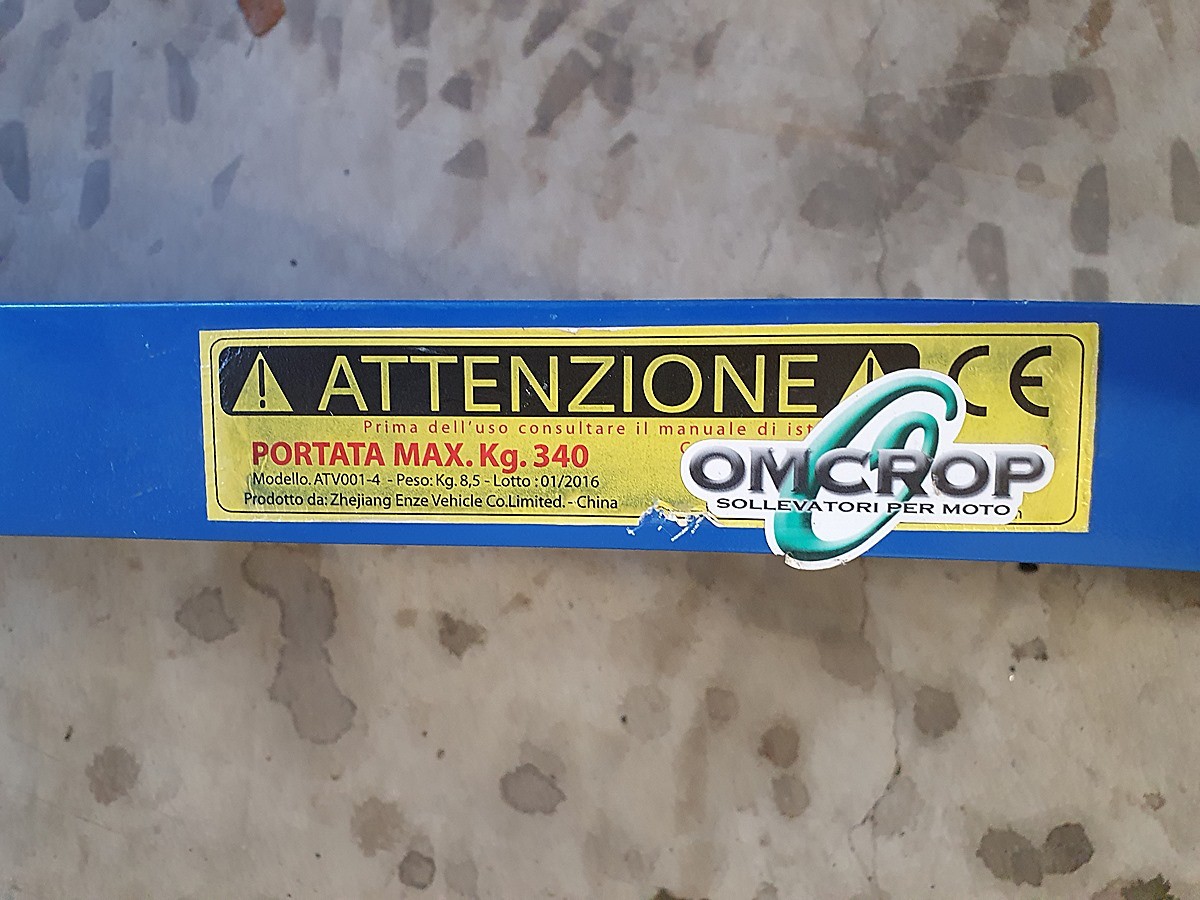 ATTENZIONE CE
Prima dell'uso consultare il manuale di
PORTATA MAX. Kg. 340
Modello. ATV001-4 - Peso: Kg. 8,5 - Lotto : 01/2016
Prodotto da: Zhejiang Enze Vehicle Co.Limited. - China
OMCROP
SOLLEVATORI PER MOTO